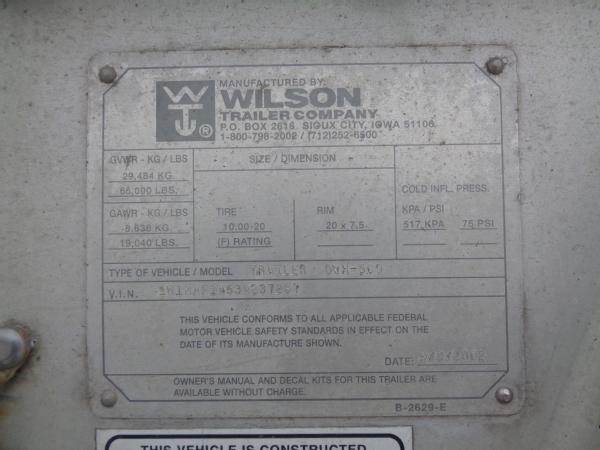 MANUFACTURED BY:
WILSON
TRAILER COMPANY
P.O. BOX 2616, SIOUX CITY, IOWA 51106
1-800-798-2002 / (712)252-6500
GVWR - KG / LBS
29,484 KG.
65,000 LBS.
GAWR - KG / LBS
8,636 KG.
19,040 LBS.
SIZE / DIMENSION
TIRE
10.00-20
(F) RATING
RIM
20 x 7.5
COLD INFL. PRESS.
KPA / PSI
517 KPA 75 PSI
TYPE OF VEHICLE / MODEL TRAILER
V.I.N.
THIS VEHICLE CONFORMS TO ALL APPLICABLE FEDERAL
MOTOR VEHICLE SAFETY STANDARDS IN EFFECT ON THE
DATE OF ITS MANUFACTURE SHOWN.
DATE:
OWNER'S MANUAL AND DECAL KITS FOR THIS TRAILER ARE
AVAILABLE WITHOUT CHARGE.
B-2629-E
THIS VEHICLE IS CONSTRUCTED